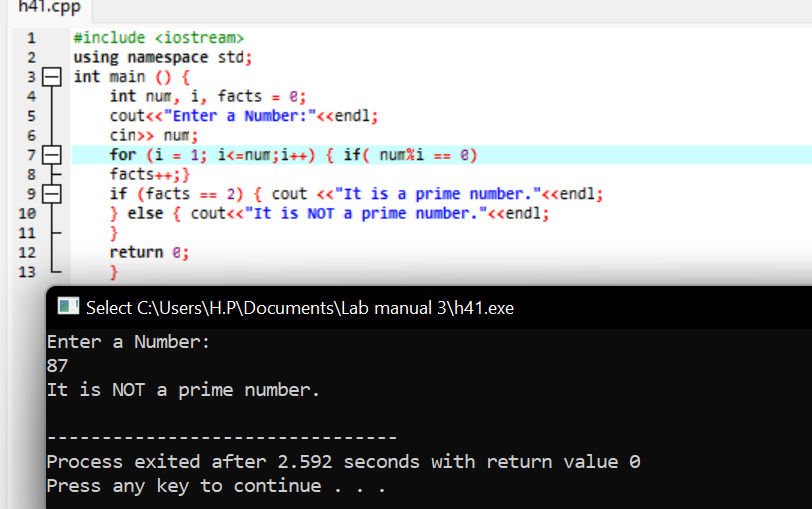 h41.cpp
1 #include <iostream>
2 using namespace std;
3 int main () {
4 int num, i, facts = 0;
5 cout<<"Enter a Number:"<<endl;
6 cin>> num;
7 for (i = 1; i<=num;i++) { if( num%i == 0)
8 facts++;}
9 if (facts == 2) { cout <<"It is a prime number."<<endl;
10 } else { cout<<"It is NOT a prime number."<<endl;
11 }
12 return 0;
13 }
Select C:\Users\H.P\Documents\Lab manual 3\h41.exe
Enter a Number:
87
It is NOT a prime number.
--------------------------------
Process exited after 2.592 seconds with return value 0
Press any key to continue . . .